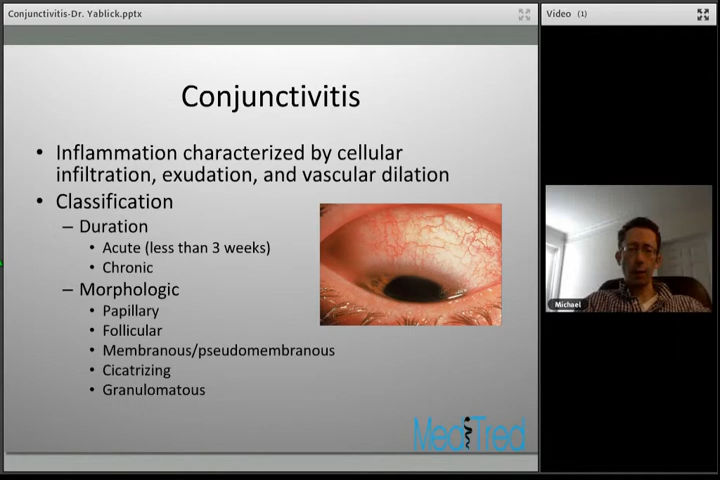 Conjunctivitis-Dr. Yablick.pptx
Video (1)
Conjunctivitis
• Inflammation characterized by cellular
infiltration, exudation, and vascular dilation
• Classification
– Duration
• Acute (less than 3 weeks)
• Chronic
– Morphologic
• Papillary
• Follicular
• Membranous/pseudomembranous
• Cicatrizing
• Granulomatous
Michael
MediTred